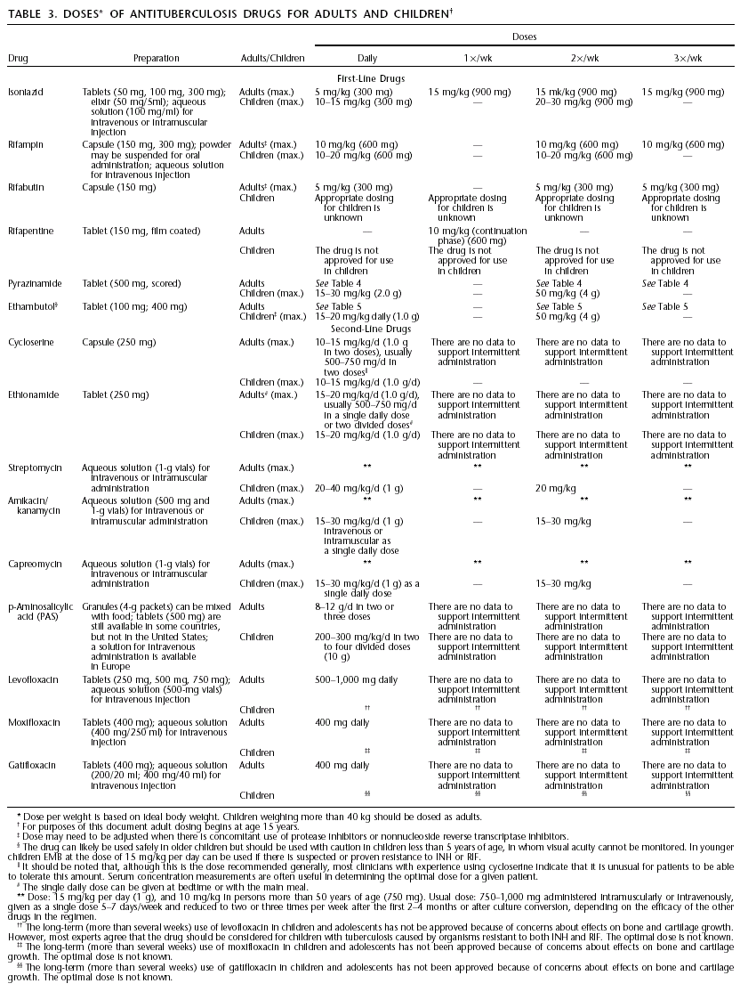 TABLE 3. DOSES* OF ANTITUBERCULOSIS DRUGS FOR ADULTS AND CHILDREN†
Doses
Drug Preparation Adults/Children Daily 1×/wk 2×/wk 3×/wk
First-Line Drugs
Isoniazid Tablets (50 mg, 100 mg, 300 mg); Adults (max.) 5 mg/kg (300 mg) 15 mg/kg (900 mg) 15 mk/kg (900 mg) 15 mg/kg (900 mg)
elixir (50 mg/5ml); aqueous Children (max.) 10–15 mg/kg (300 mg) — 20–30 mg/kg (900 mg) —
solution (100 mg/ml) for
intravenous or intramuscular
injection
Rifampin Capsule (150 mg, 300 mg); powder Adults‡ (max.) 10 mg/kg (600 mg) — 10 mg/kg (600 mg) 10 mg/kg (600 mg)
may be suspended for oral Children (max.) 10–20 mg/kg (600 mg) — 10–20 mg/kg (600 mg) —
administration; aqueous solution
for intravenous injection
Rifabutin Capsule (150 mg) Adults‡ (max.) 5 mg/kg (300 mg) — 5 mg/kg (300 mg) 5 mg/kg (300 mg)
Children Appropriate dosing Appropriate dosing Appropriate dosing Appropriate dosing
for children is for children is for children is for children is
unknown unknown unknown unknown
Rifapentine Tablet (150 mg, film coated) Adults — 10 mg/kg (continuation — —
phase) (600 mg)
Children The drug is not The drug is not The drug is not The drug is not
approved for use approved for use approved for use approved for use
in children in children in children in children
Pyrazinamide Tablet (500 mg, scored) Adults See Table 4 — See Table 4 See Table 4
Children (max.) 15–30 mg/kg (2.0 g) — 50 mg/kg (4 g) —
Ethambutol§ Tablet (100 mg; 400 mg) Adults See Table 5 — See Table 5 See Table 5
Children‡ (max.) 15–20 mg/kg daily (1.0 g) — 50 mg/kg (4 g) —
Second-Line Drugs
Cycloserine Capsule (250 mg) Adults (max.) 10–15 mg/kg/d (1.0 g There are no data to There are no data to There are no data to
in two doses), usually support intermittent support intermittent support intermittent
500–750 mg/d in administration administration administration
two doses‖
Children (max.) 10–15 mg/kg/d (1.0 g/d) — — —
Ethionamide Tablet (250 mg) Adults# (max.) 15–20 mg/kg/d (1.0 g/d), There are no data to There are no data to There are no data to
usually 500–750 mg/d support intermittent support intermittent support intermittent
in a single daily dose administration administration administration
or two divided doses#
Children (max.) 15–20 mg/kg/d (1.0 g/d) There are no data to There are no data to There are no data to
support intermittent support intermittent support intermittent
administration administration administration
Streptomycin Aqueous solution (1-g vials) for Adults (max.) ** ** ** **
intravenous or intramuscular
administration Children (max.) 20–40 mg/kg/d (1 g) — 20 mg/kg —
Amikacin/ Aqueous solution (500 mg and Adults (max.) ** ** ** **
kanamycin 1-g vials) for intravenous or
intramuscular administration Children (max.) 15–30 mg/kg/d (1 g) — 15–30 mg/kg —
intravenous or
intramuscular as
a single daily dose
Capreomycin Aqueous solution (1-g vials) for Adults (max.) ** ** ** **
intravenous or intramuscular
administration Children (max.) 15–30 mg/kg/d (1 g) as a — 15–30 mg/kg —
single daily dose
p-Aminosalicylic Granules (4-g packets) can be mixed Adults 8–12 g/d in two or There are no data to There are no data to There are no data to
acid (PAS) with food; tablets (500 mg) are three doses support intermittent support intermittent support intermittent
still available in some countries, administration administration administration
but not in the United States; Children 200–300 mg/kg/d in two There are no data to There are no data to There are no data to
a solution for intravenous to four divided doses support intermittent support intermittent support intermittent
administration is available (10 g) administration administration administration
in Europe
Levofloxacin Tablets (250 mg, 500 mg, 750 mg); Adults 500–1,000 mg daily There are no data to There are no data to There are no data to
aqueous solution (500-mg vials) support intermittent support intermittent support intermittent
for intravenous injection administration administration administration
Children †† †† †† ††
Moxifloxacin Tablets (400 mg); aqueous solution Adults 400 mg daily There are no data to There are no data to There are no data to
(400 mg/250 ml) for intravenous support intermittent support intermittent support intermittent
injection administration administration administration
Children ‡‡ ‡‡ ‡‡ ‡‡
Gatifloxacin Tablets (400 mg); aqueous solution Adults 400 mg daily There are no data to There are no data to There are no data to
(200/20 ml; 400 mg/40 ml) for support intermittent support intermittent support intermittent
intravenous injection administration administration administration
Children §§ §§ §§ §§
* Dose per weight is based on ideal body weight. Children weighing more than 40 kg should be dosed as adults.
† For purposes of this document adult dosing begins at age 15 years.
‡ Dose may need to be adjusted when there is concomitant use of protease inhibitors or nonnucleoside reverse transcriptase inhibitors.
§ The drug can likely be used safely in older children but should be used with caution in children less than 5 years of age, in whom visual acuity cannot be monitored. In younger
children EMB at the dose of 15 mg/kg per day can be used if there is suspected or proven resistance to INH or RIF.
‖ It should be noted that, although this is the dose recommended generally, most clinicians with experience using cycloserine indicate that it is unusual for patients to be able
to tolerate this amount. Serum concentration measurements are often useful in determining the optimal dose for a given patient.
# The single daily dose can be given at bedtime or with the main meal.
** Dose: 15 mg/kg per day (1 g), and 10 mg/kg in persons more than 50 years of age (750 mg). Usual dose: 750–1,000 mg administered intramuscularly or intravenously,
given as a single dose 5–7 days/week and reduced to two or three times per week after the first 2–4 months or after culture conversion, depending on the efficacy of the other
drugs in the regimen.
†† The long-term (more than several weeks) use of levofloxacin in children and adolescents has not be approved because of concerns about effects on bone and cartilage growth.
However, most experts agree that the drug should be considered for children with tuberculosis caused by organisms resistant to both INH and RIF. The optimal dose is not known.
‡‡ The long-term (more than several weeks) use of moxifloxacin in children and adolescents has not been approved because of concerns about effects on bone and cartilage
growth. The optimal dose is not known.
§§ The long-term (more than several weeks) use of gatifloxacin in children and adolescents has not been approved because of concerns about effects on bone and cartilage
growth. The optimal dose is not known.